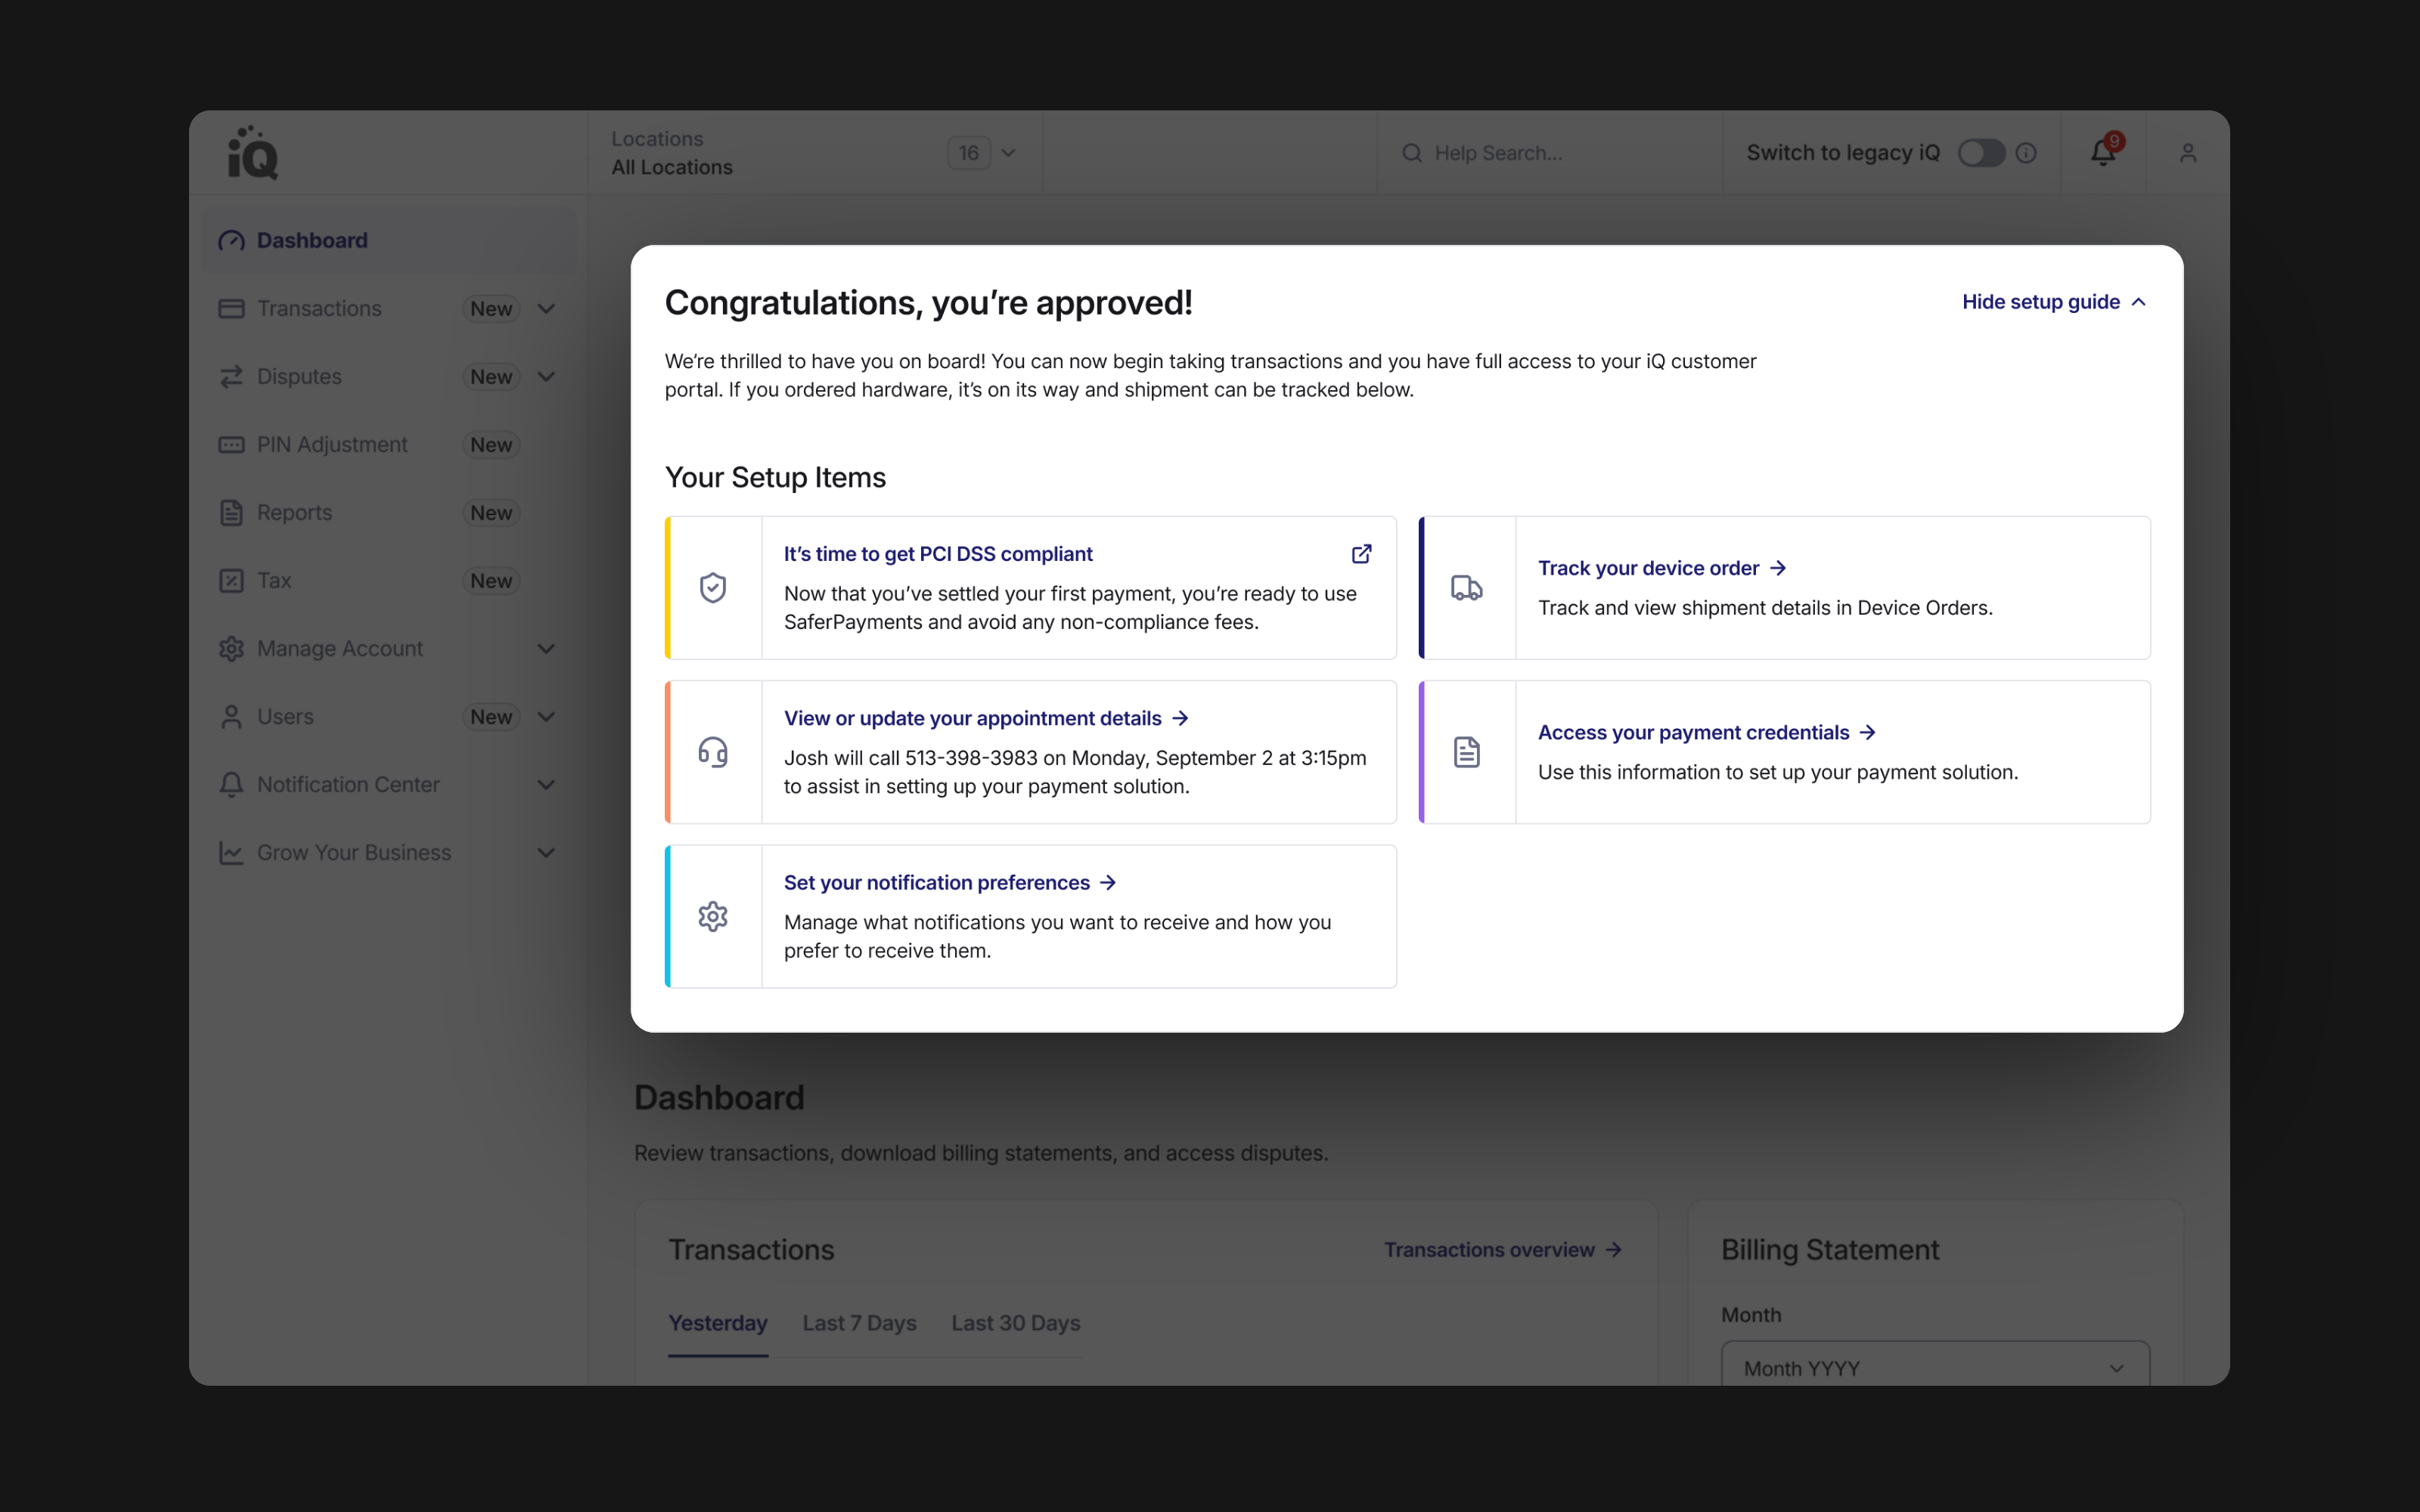 iQ
Locations
All Locations
16
Help Search...
Switch to legacy iQ
9
Dashboard
Transactions New
Disputes New
PIN Adjustment New
Reports New
Tax New
Manage Account
Users New
Notification Center
Grow Your Business
Congratulations, you’re approved!
Hide setup guide
We’re thrilled to have you on board! You can now begin taking transactions and you have full access to your iQ customer
portal. If you ordered hardware, it’s on its way and shipment can be tracked below.
Your Setup Items
It’s time to get PCI DSS compliant
Now that you’ve settled your first payment, you’re ready to use
SaferPayments and avoid any non-compliance fees.
Track your device order
Track and view shipment details in Device Orders.
View or update your appointment details
Josh will call 513-398-3983 on Monday, September 2 at 3:15pm
to assist in setting up your payment solution.
Access your payment credentials
Use this information to set up your payment solution.
Set your notification preferences
Manage what notifications you want to receive and how you
prefer to receive them.
Dashboard
Review transactions, download billing statements, and access disputes.
Transactions
Transactions overview
Yesterday Last 7 Days Last 30 Days
Billing Statement
Month
Month YYYY